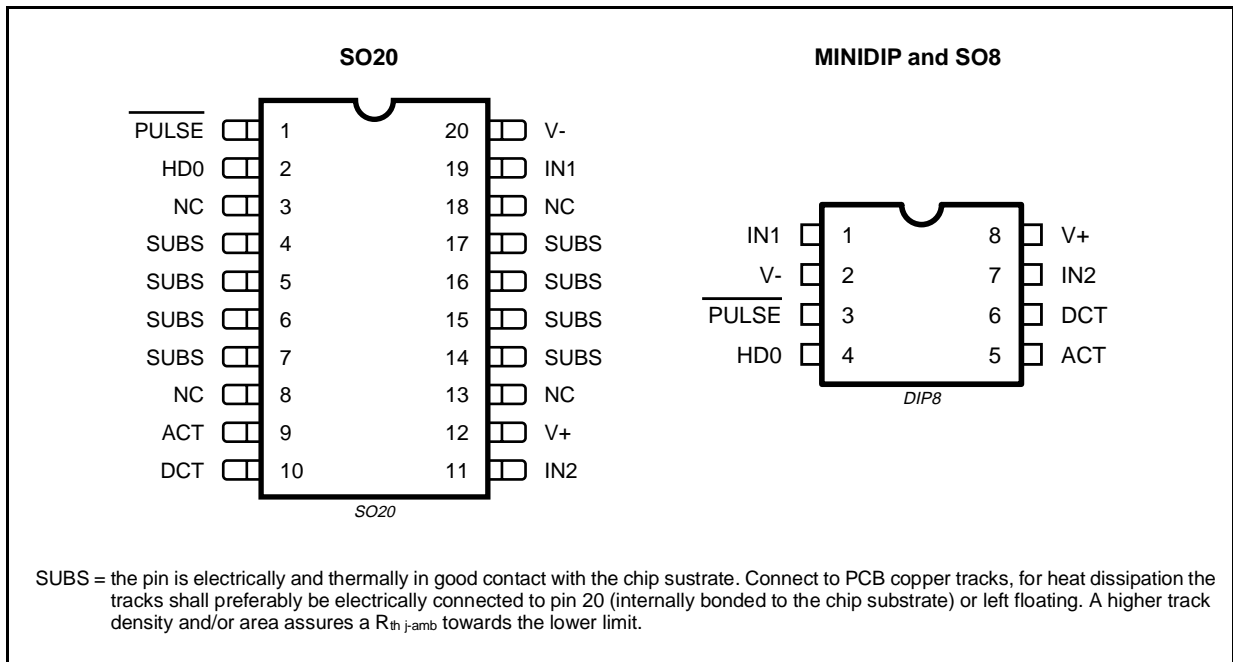 SO20
MINIDIP and SO8
PULSE 1 20 V-
HD0 2 19 IN1
NC 3 18 NC
SUBS 4 17 SUBS
SUBS 5 16 SUBS
SUBS 6 15 SUBS
SUBS 7 14 SUBS
NC 8 13 NC
ACT 9 12 V+
DCT 10 11 IN2
SO20
IN1 1 8 V+
V- 2 7 IN2
PULSE 3 6 DCT
HD0 4 5 ACT
DIP8
SUBS = the pin is electrically and thermally in good contact with the chip sustrate. Connect to PCB copper tracks, for heat dissipation the
tracks shall preferably be electrically connected to pin 20 (internally bonded to the chip substrate) or left floating. A higher track
density and/or area assures a Rth j-amb towards the lower limit.